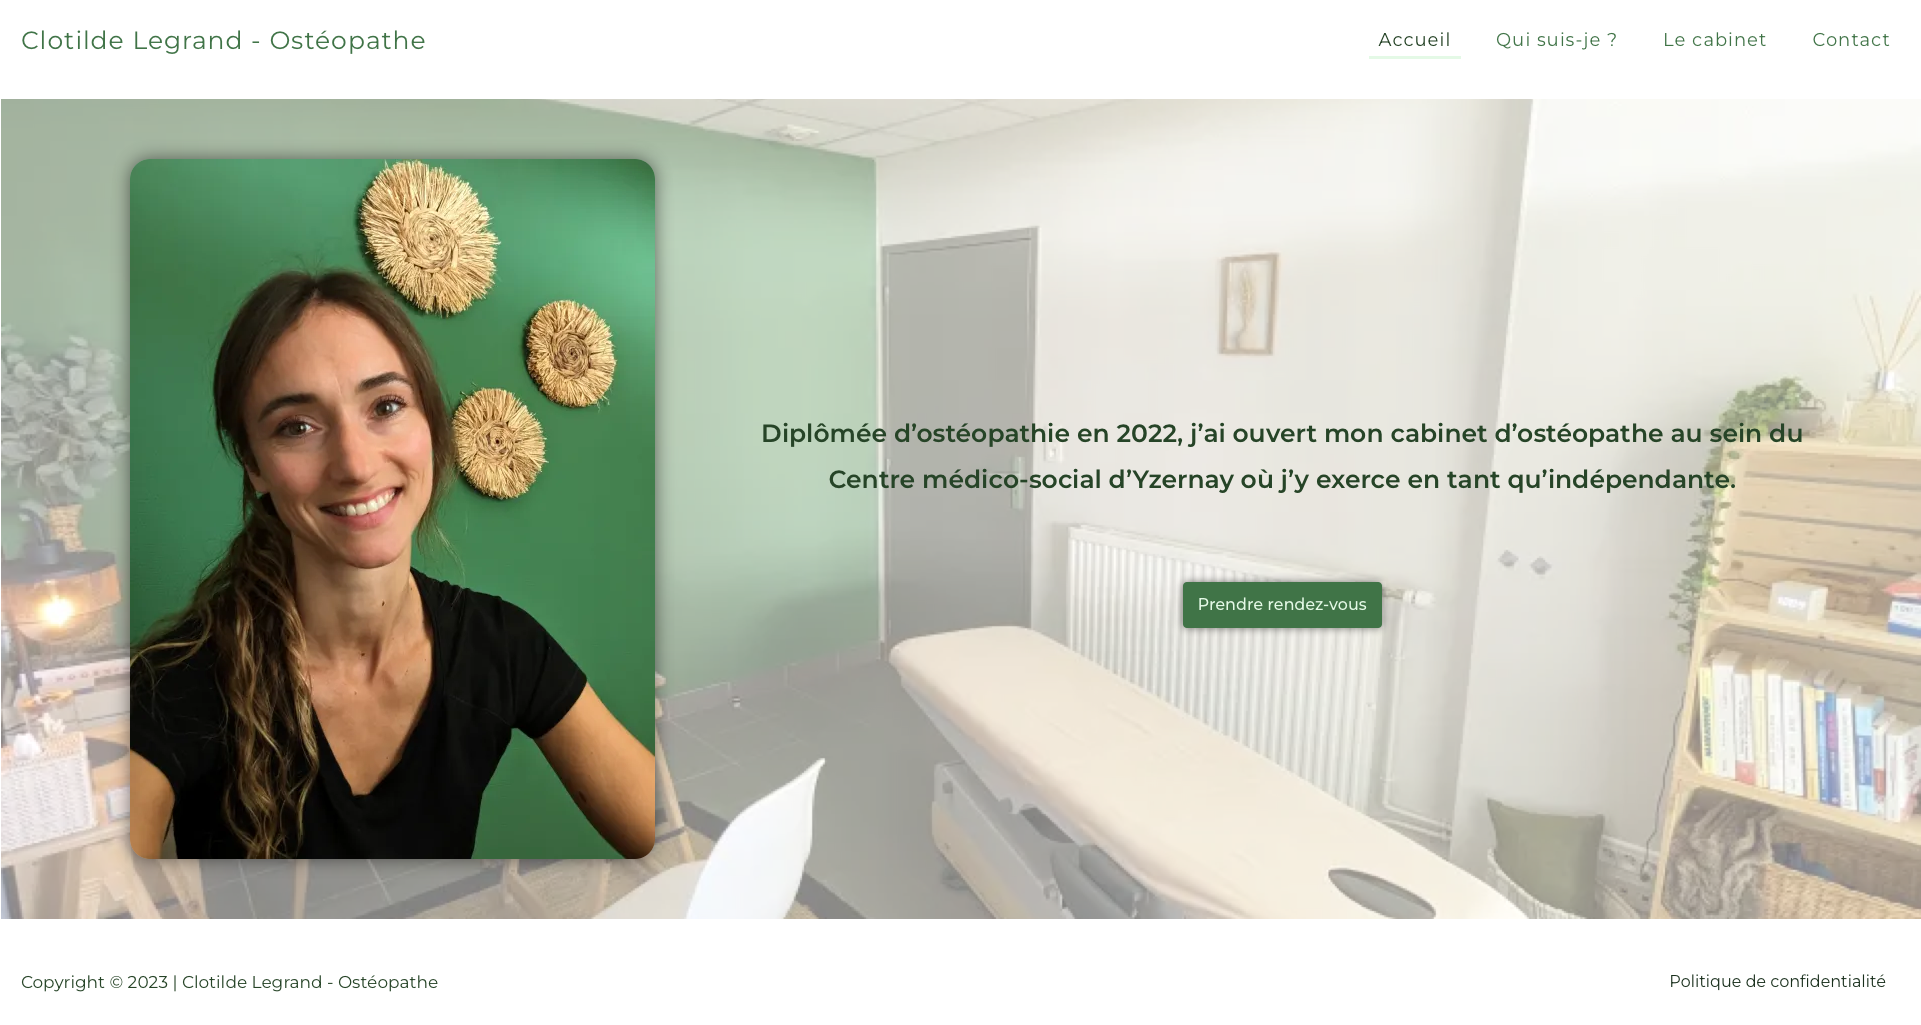 Clotilde Legrand - Ostéopathe
Accueil
Qui suis-je ?
Le cabinet
Contact
Diplômée d’ostéopathie en 2022, j’ai ouvert mon cabinet d’ostéopathe au sein du
Centre médico-social d’Yzernay où j’y exerce en tant qu’indépendante.
Prendre rendez-vous
Copyright © 2023 | Clotilde Legrand - Ostéopathe
Politique de confidentialité